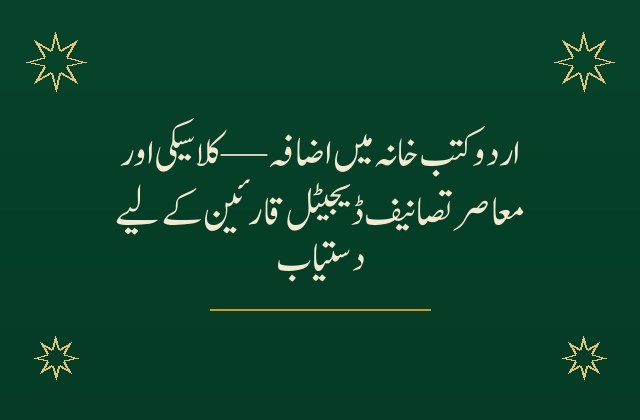 اردو کتب خانہ میں اضافہ — کلاسیکی اور
معاصر تصانیف ڈیجیٹل قارئین کے لیے
دستیاب